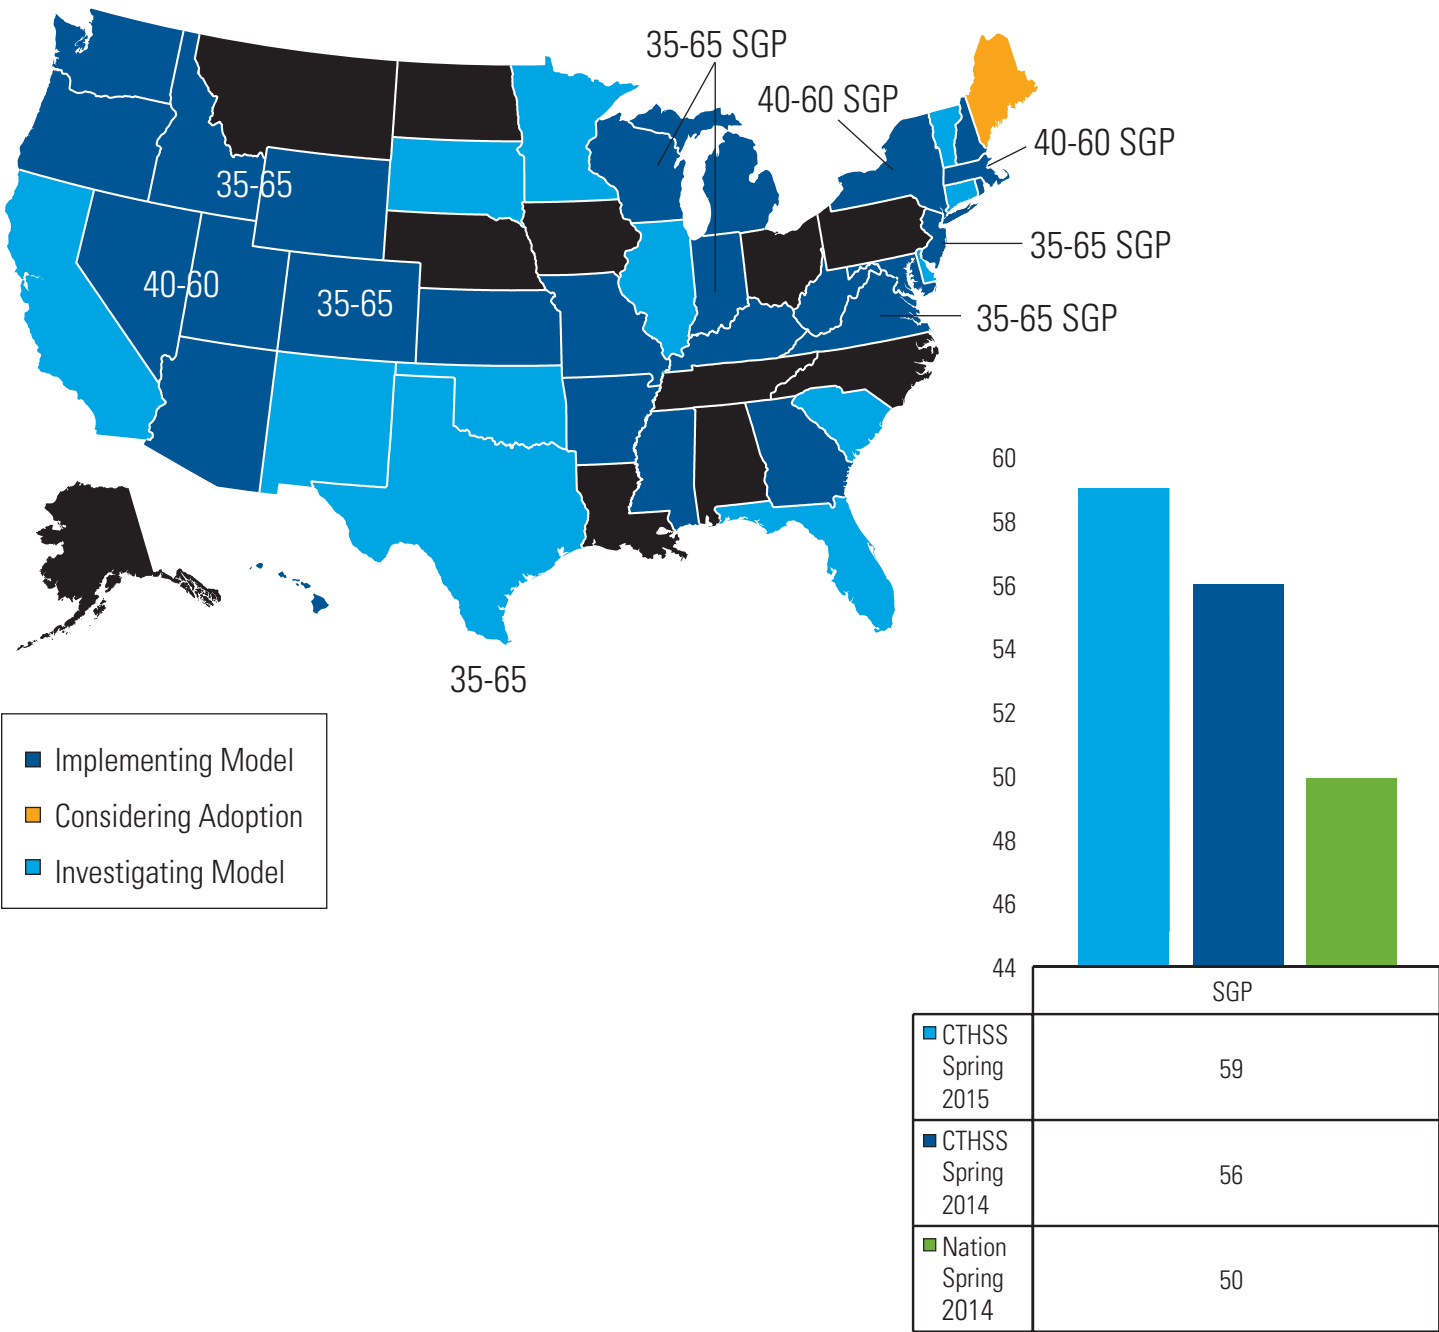 35-65 SGP
40-60 SGP
40-60 SGP
35-65
35-65 SGP
40-60
35-65
35-65 SGP
35-65
Implementing Model
Considering Adoption
Investigating Model
60
58
56
54
52
50
48
46
44
SGP
CTHSS
Spring
2015
59
CTHSS
Spring
2014
56
Nation
Spring
2014
50